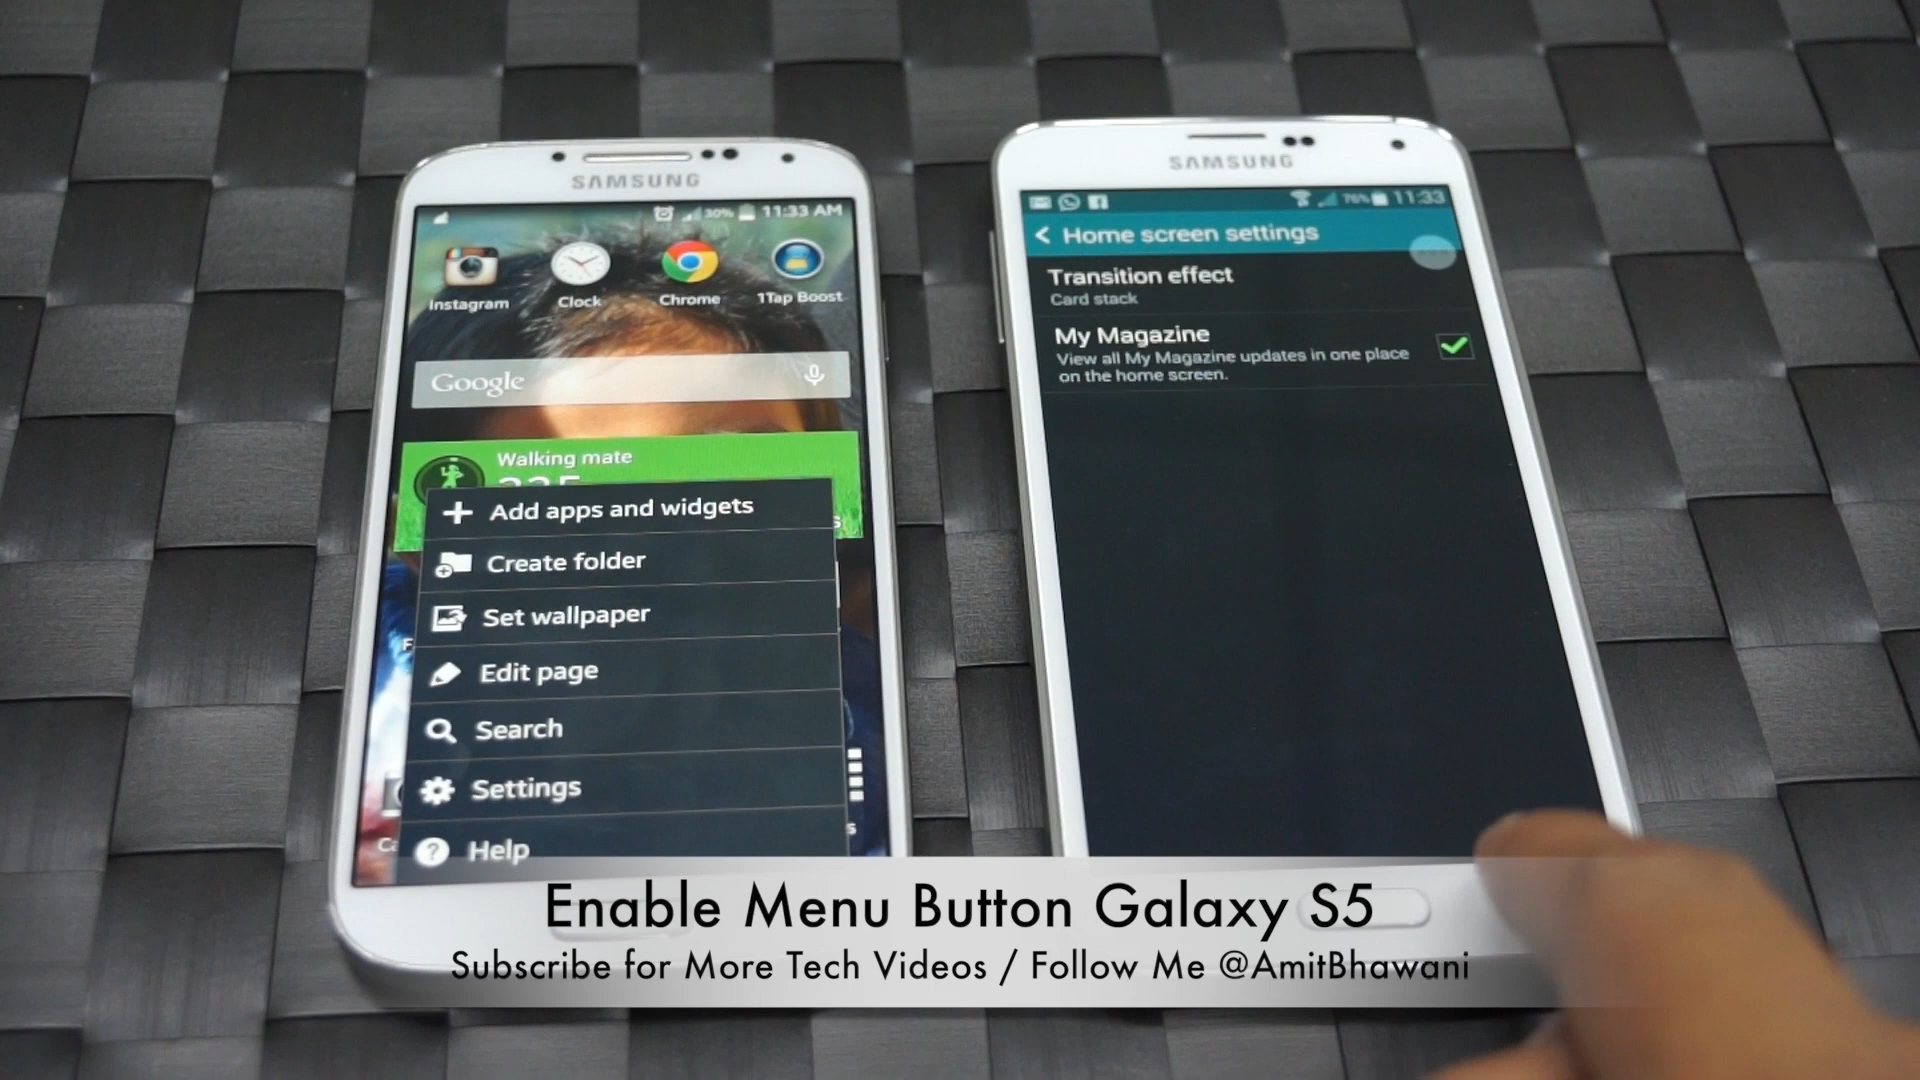 SAMSUNG
30% 11:33 AM
Instagram
Clock
Chrome
1Tap Boost
Google
Walking mate
Add apps and widgets
Create folder
Set wallpaper
Edit page
Search
Settings
Help
SAMSUNG
76% 11:33
Home screen settings
Transition effect
Card stack
My Magazine
View all My Magazine updates in one place
on the home screen.
Enable Menu Button Galaxy S5
Subscribe for More Tech Videos / Follow Me @AmitBhawani